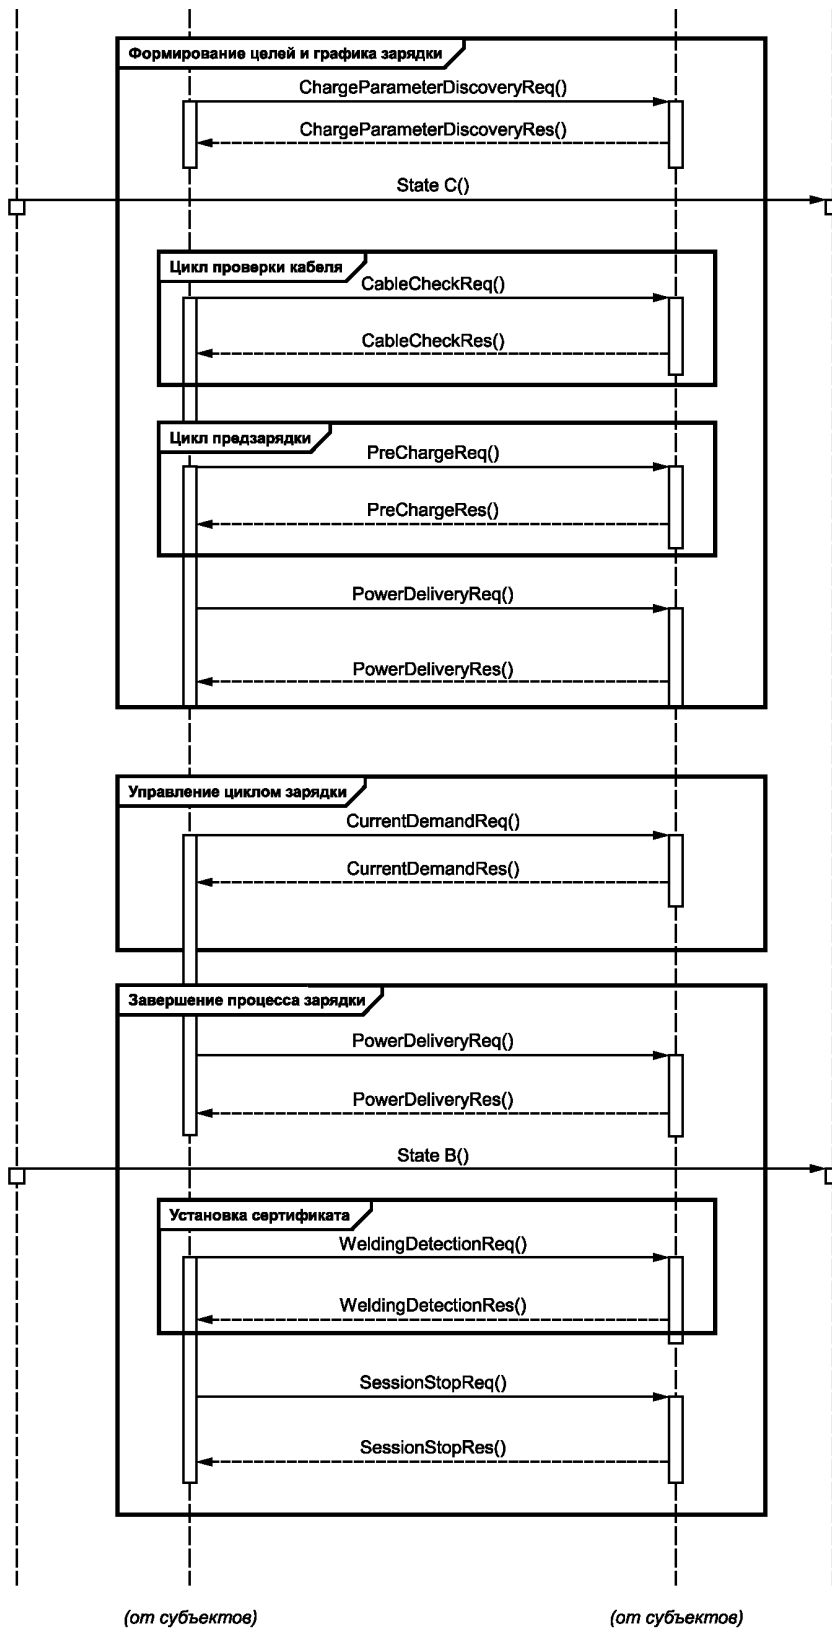 Формирование целей и графика зарядки
ChargeParameterDiscoveryReq()
ChargeParameterDiscoveryRes()
State C()
Цикл проверки кабеля
CableCheckReq()
CableCheckRes()
Цикл предзарядки
PreChargeReq()
PreChargeRes()
PowerDeliveryReq()
PowerDeliveryRes()
Управление циклом зарядки
CurrentDemandReq()
CurrentDemandRes()
Завершение процесса зарядки
PowerDeliveryReq()
PowerDeliveryRes()
State B()
Установка сертификата
WeldingDetectionReq()
WeldingDetectionRes()
SessionStopReq()
SessionStopRes()
(от субъектов) (от субъектов)